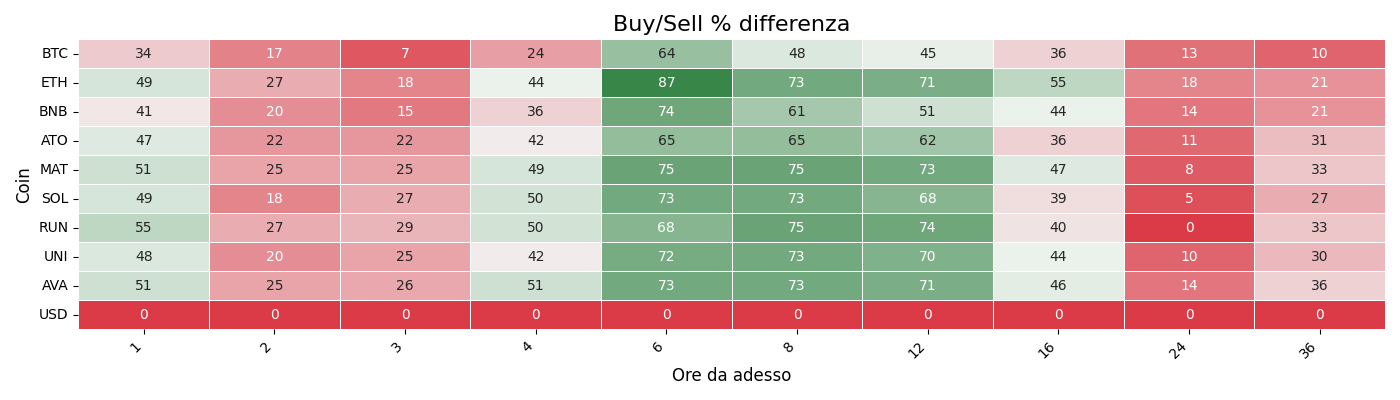 Buy/Sell % differenza
Coin
BTC 34 17 7 24 64 48 45 36 13 10
ETH 49 27 18 44 87 73 71 55 18 21
BNB 41 20 15 36 74 61 51 44 14 21
ATO 47 22 22 42 65 65 62 36 11 31
MAT 51 25 25 49 75 75 73 47 8 33
SOL 49 18 27 50 73 73 68 39 5 27
RUN 55 27 29 50 68 75 74 40 0 33
UNI 48 20 25 42 72 73 70 44 10 30
AVA 51 25 26 51 73 73 71 46 14 36
USD 0 0 0 0 0 0 0 0 0 0
1 2 3 4 6 8 12 16 24 36
Ore da adesso